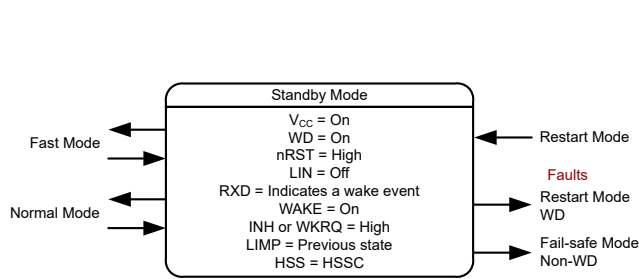 Standby Mode
VCC = On
WD = On
nRST = High
LIN = Off
RXD = Indicates a wake event
WAKE = On
INH or WKRQ = High
LIMP = Previous state
HSS = HSSC
Fast Mode
Normal Mode
Restart Mode
Faults
Restart Mode
WD
Fail-safe Mode
Non-WD